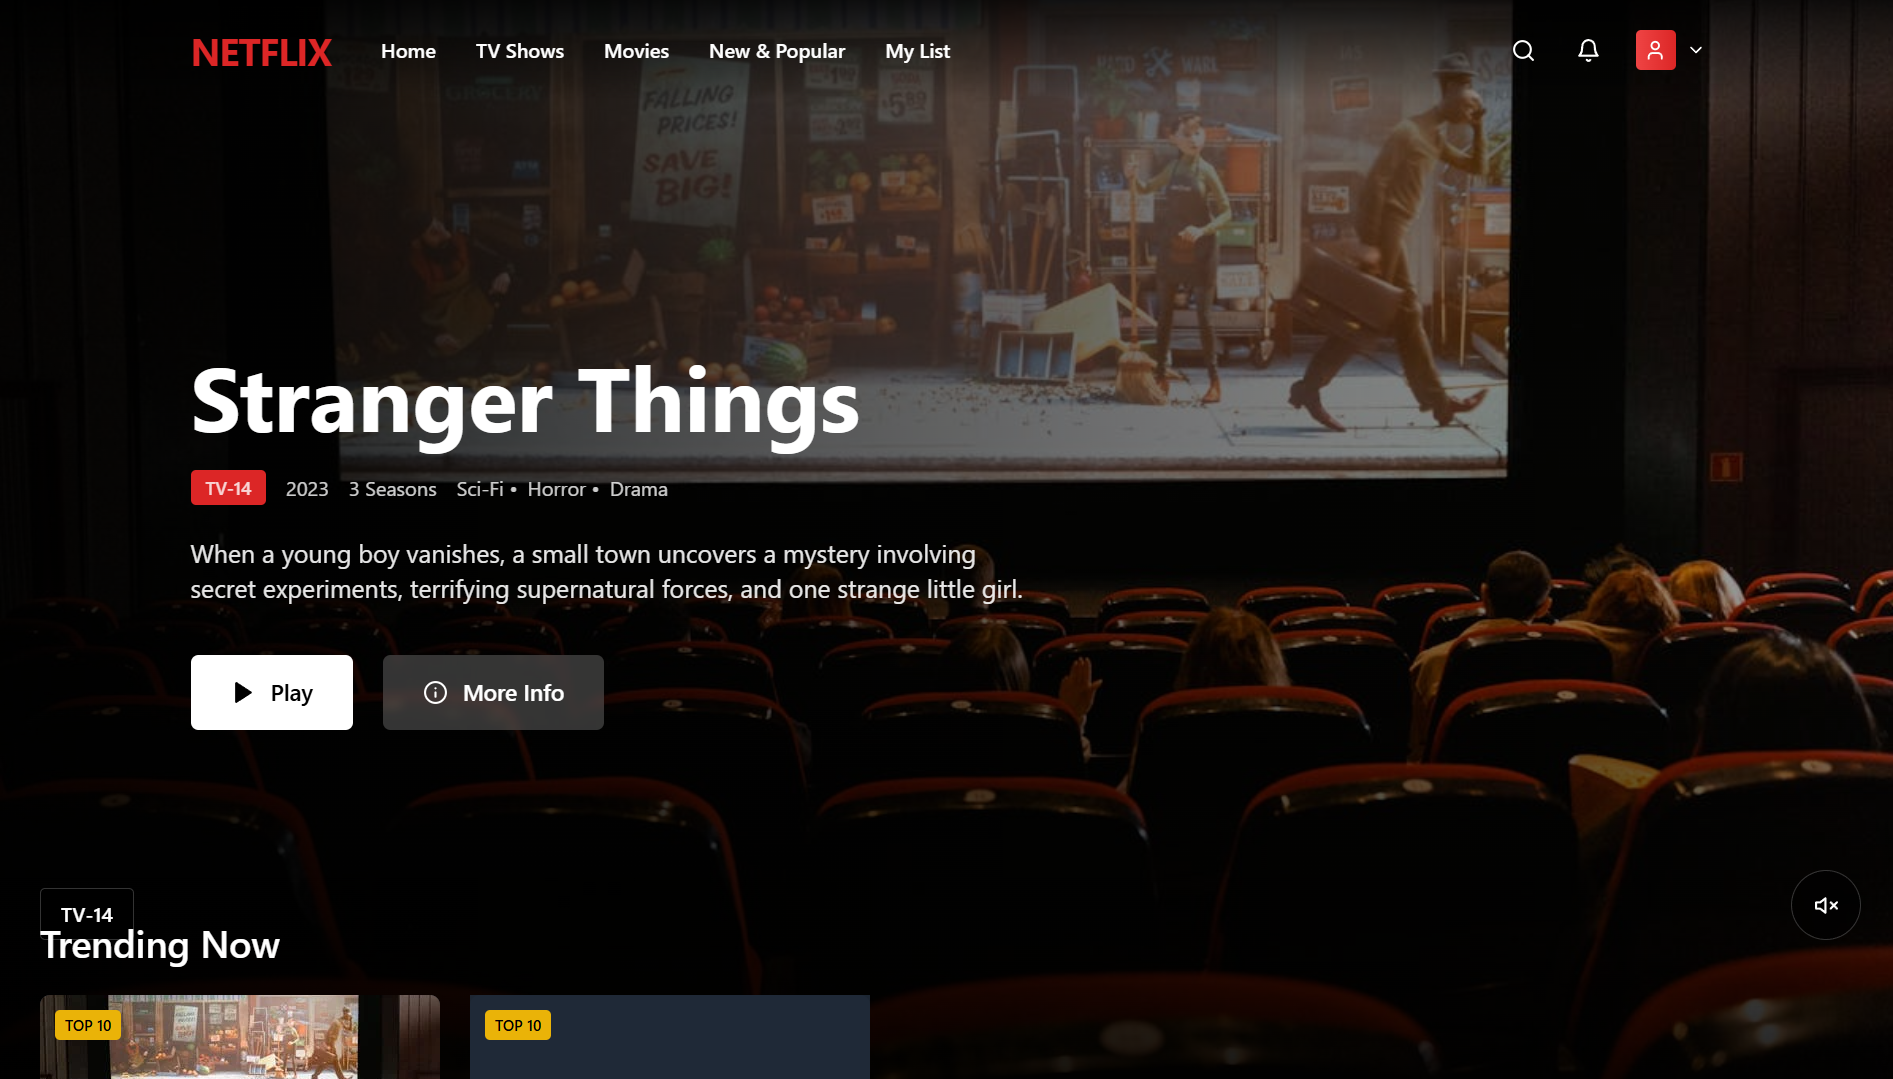 NETFLIX
Home
TV Shows
Movies
New & Popular
My List
GROCERY
FALLING
PRICES!
SAVE
BIG!
Stranger Things
TV-14
2023
3 Seasons
Sci-Fi • Horror • Drama
When a young boy vanishes, a small town uncovers a mystery involving
secret experiments, terrifying supernatural forces, and one strange little girl.
Play
More Info
TV-14
Trending Now
TOP 10
TOP 10